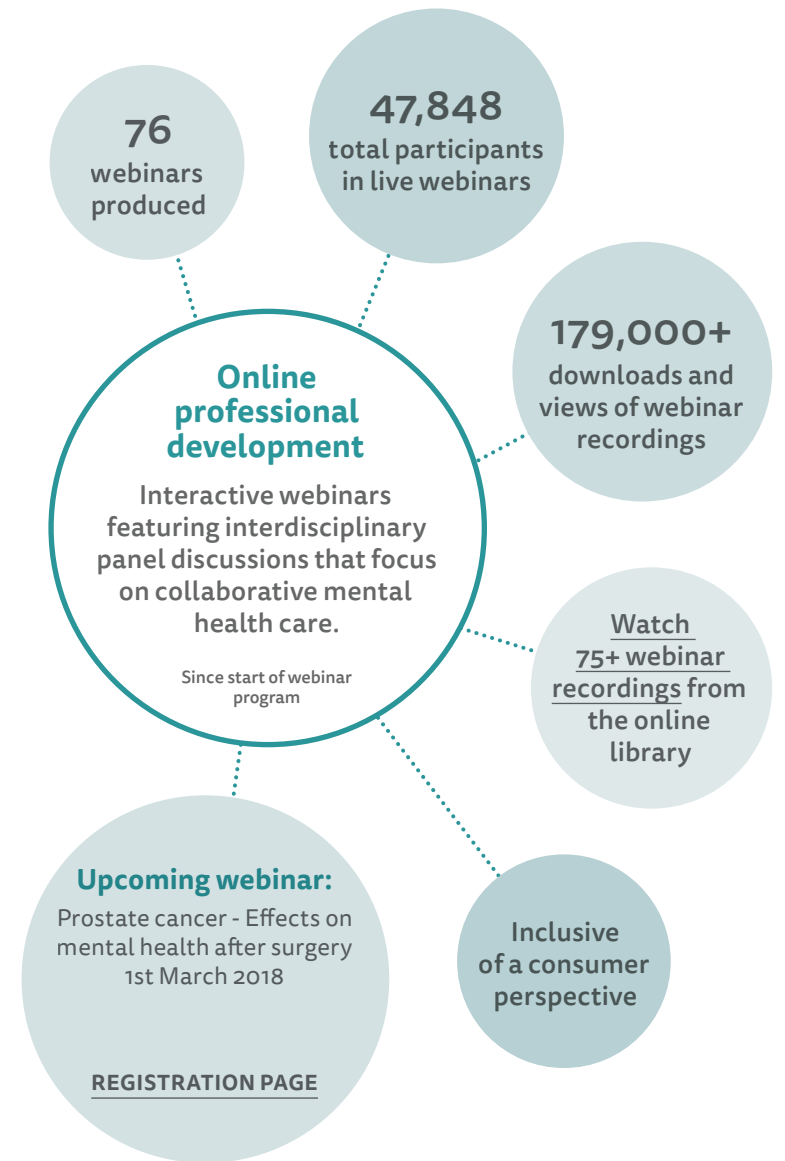 76
webinars
produced
47,848
total participants
in live webinars
179,000+
downloads and
views of webinar
recordings
Online
professional
development
Interactive webinars
featuring interdisciplinary
panel discussions that focus
on collaborative mental
health care.
Since start of webinar
program
Watch
75+ webinar
recordings from
the online
library
Upcoming webinar:
Prostate cancer - Effects on
mental health after surgery
1st March 2018
REGISTRATION PAGE
Inclusive
of a consumer
perspective